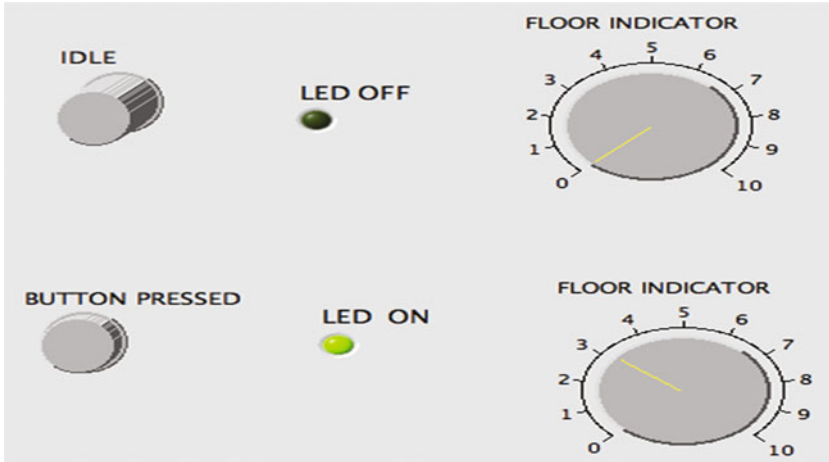 FLOOR INDICATOR
IDLE
LED OFF
0 1 2 3 4 5 6 7 8 9 10
BUTTON PRESSED
LED ON
FLOOR INDICATOR
0 1 2 3 4 5 6 7 8 9 10